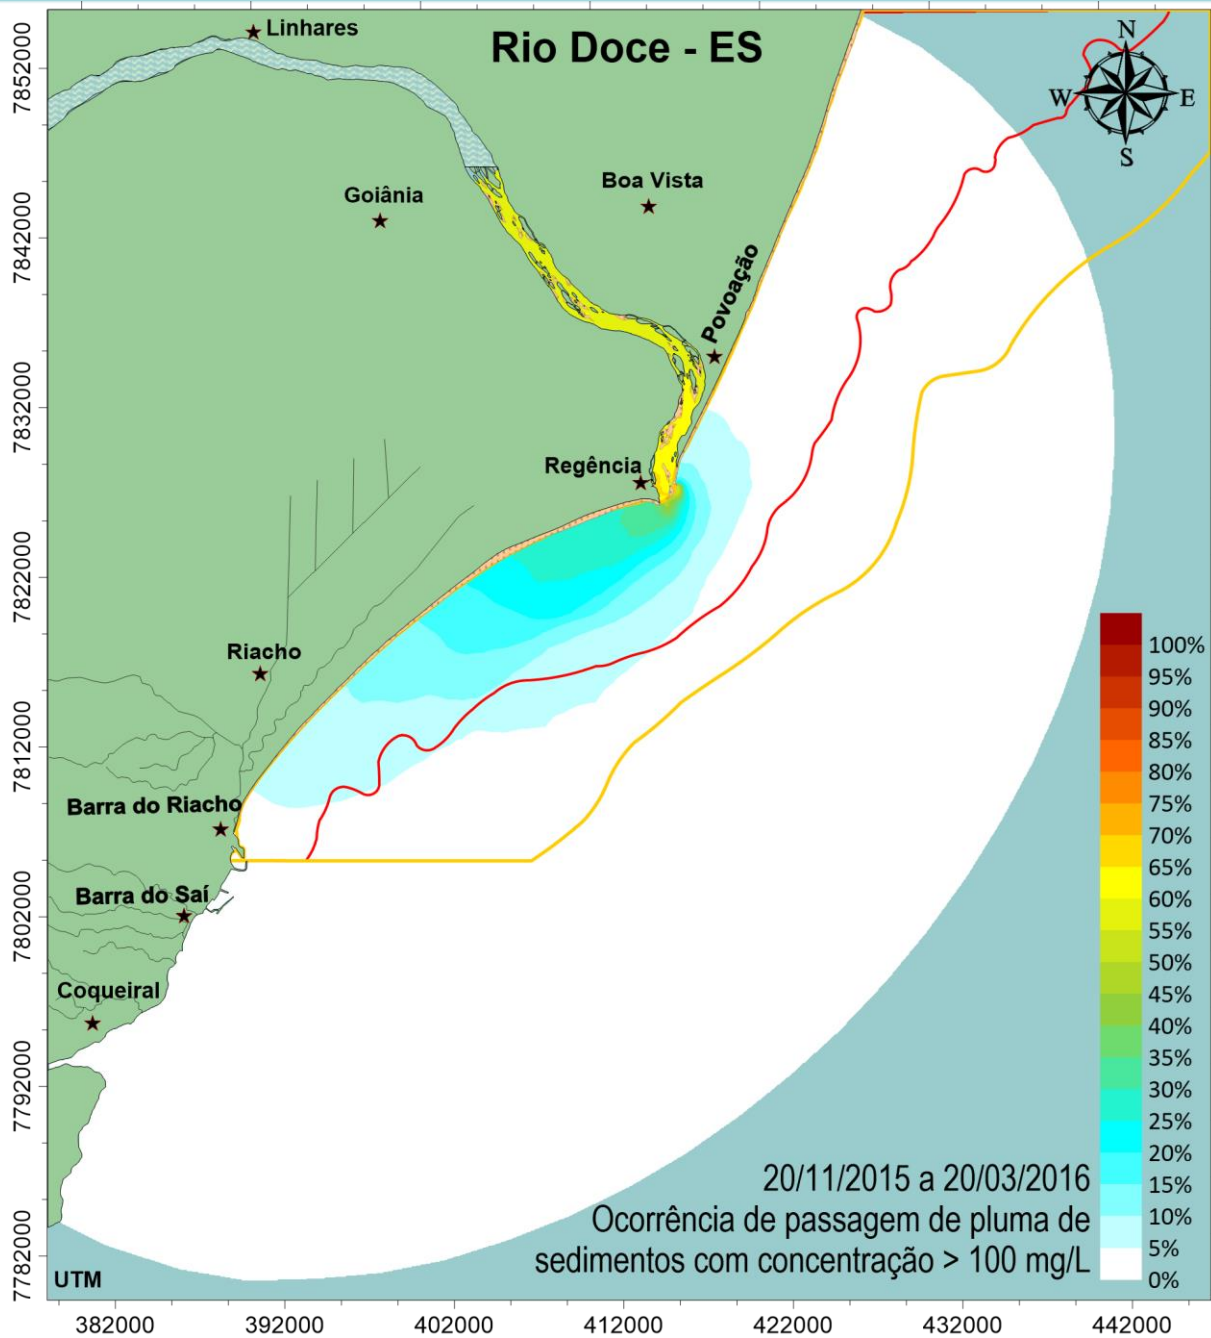 Rio Doce - ES
Linhares
N
W
E
S
Boa Vista
Goiânia
Povoação
Regência
Riacho
Barra do Riacho
Barra do Saí
Coqueiral
7852000
7842000
7832000
7822000
7812000
7802000
7792000
7782000
100%
95%
90%
85%
80%
75%
70%
65%
60%
55%
50%
45%
40%
35%
30%
25%
20%
15%
10%
5%
0%
20/11/2015 a 20/03/2016
Ocorrência de passagem de pluma de
sedimentos com concentração > 100 mg/L
UTM
382000 392000 402000 412000 422000 432000 442000